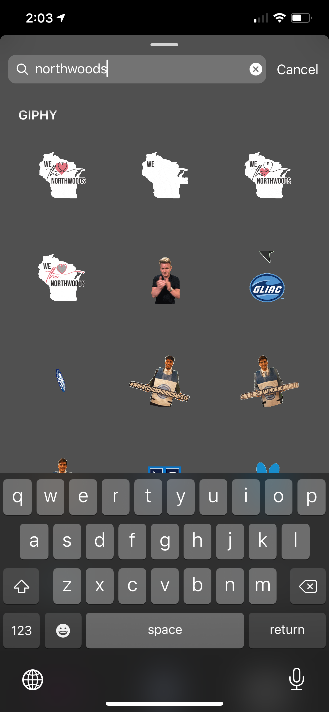 2:03
northwoods
Cancel
GIPHY
WE
NORTHWOODS
WE
WE
NORTHWOODS
WE
NORTHWOODS
GLIAC
q w e r t y u i o p
a s d f g h j k l
z x c v b n m
123 space return